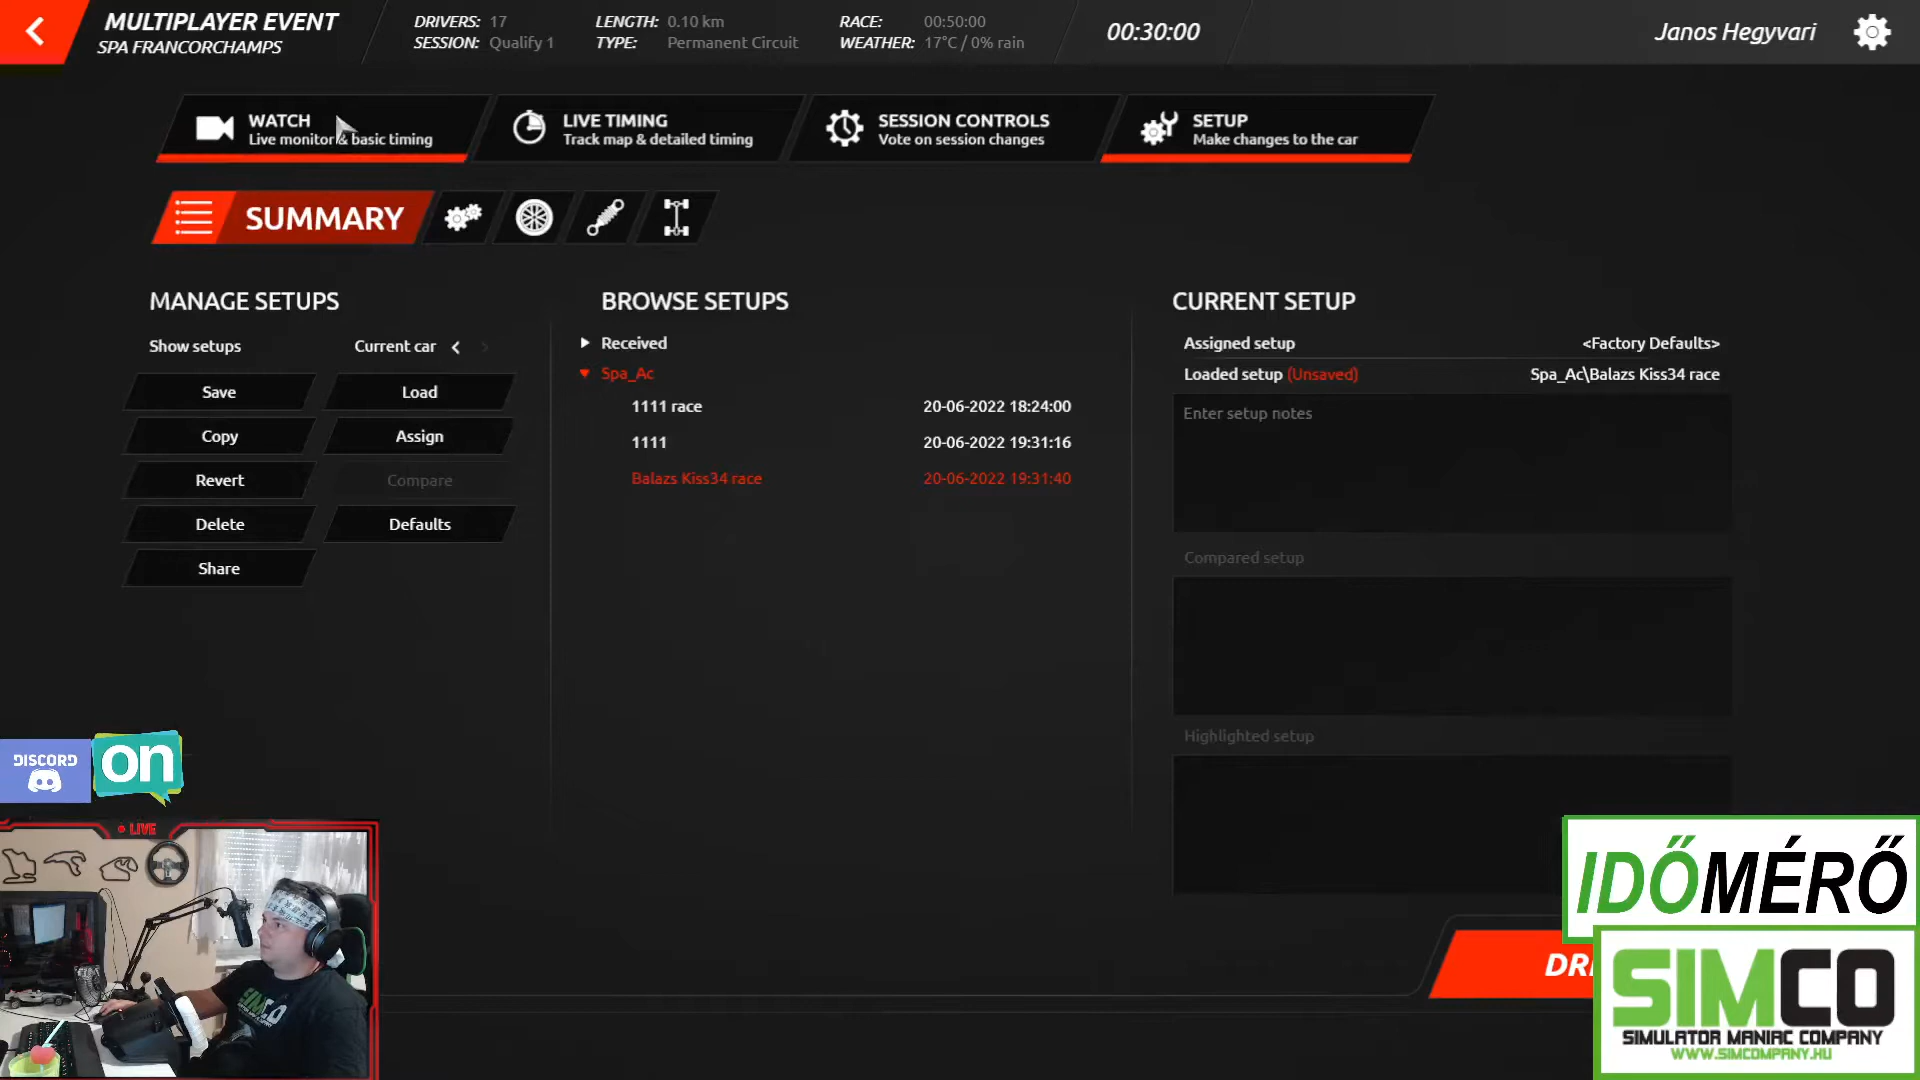 MULTIPLAYER EVENT
SPA FRANCORCHAMPS
DRIVERS: 17
SESSION: Qualify 1
LENGTH: 0.10 km
TYPE: Permanent Circuit
RACE: 00:50:00
WEATHER: 17°C / 0% rain
00:30:00
Janos Hegyvari
WATCH
Live monitor & basic timing
LIVE TIMING
Track map & detailed timing
SESSION CONTROLS
Vote on session changes
SETUP
Make changes to the car
SUMMARY
MANAGE SETUPS
Show setups Current car
Save Load
Copy Assign
Revert Compare
Delete Defaults
Share
BROWSE SETUPS
Received
Spa_Ac
1111 race 20-06-2022 18:24:00
1111 20-06-2022 19:31:16
Balazs Kiss34 race 20-06-2022 19:31:40
CURRENT SETUP
Assigned setup <Factory Defaults>
Loaded setup (Unsaved) Spa_Ac\Balazs Kiss34 race
Enter setup notes
Compared setup
Highlighted setup
DISCORD
on
LIVE
SIMCO
DRI
IDŐMÉRŐ
SIMCO
SIMULATOR MANIAC COMPANY
WWW.SIMCOMPANY.HU